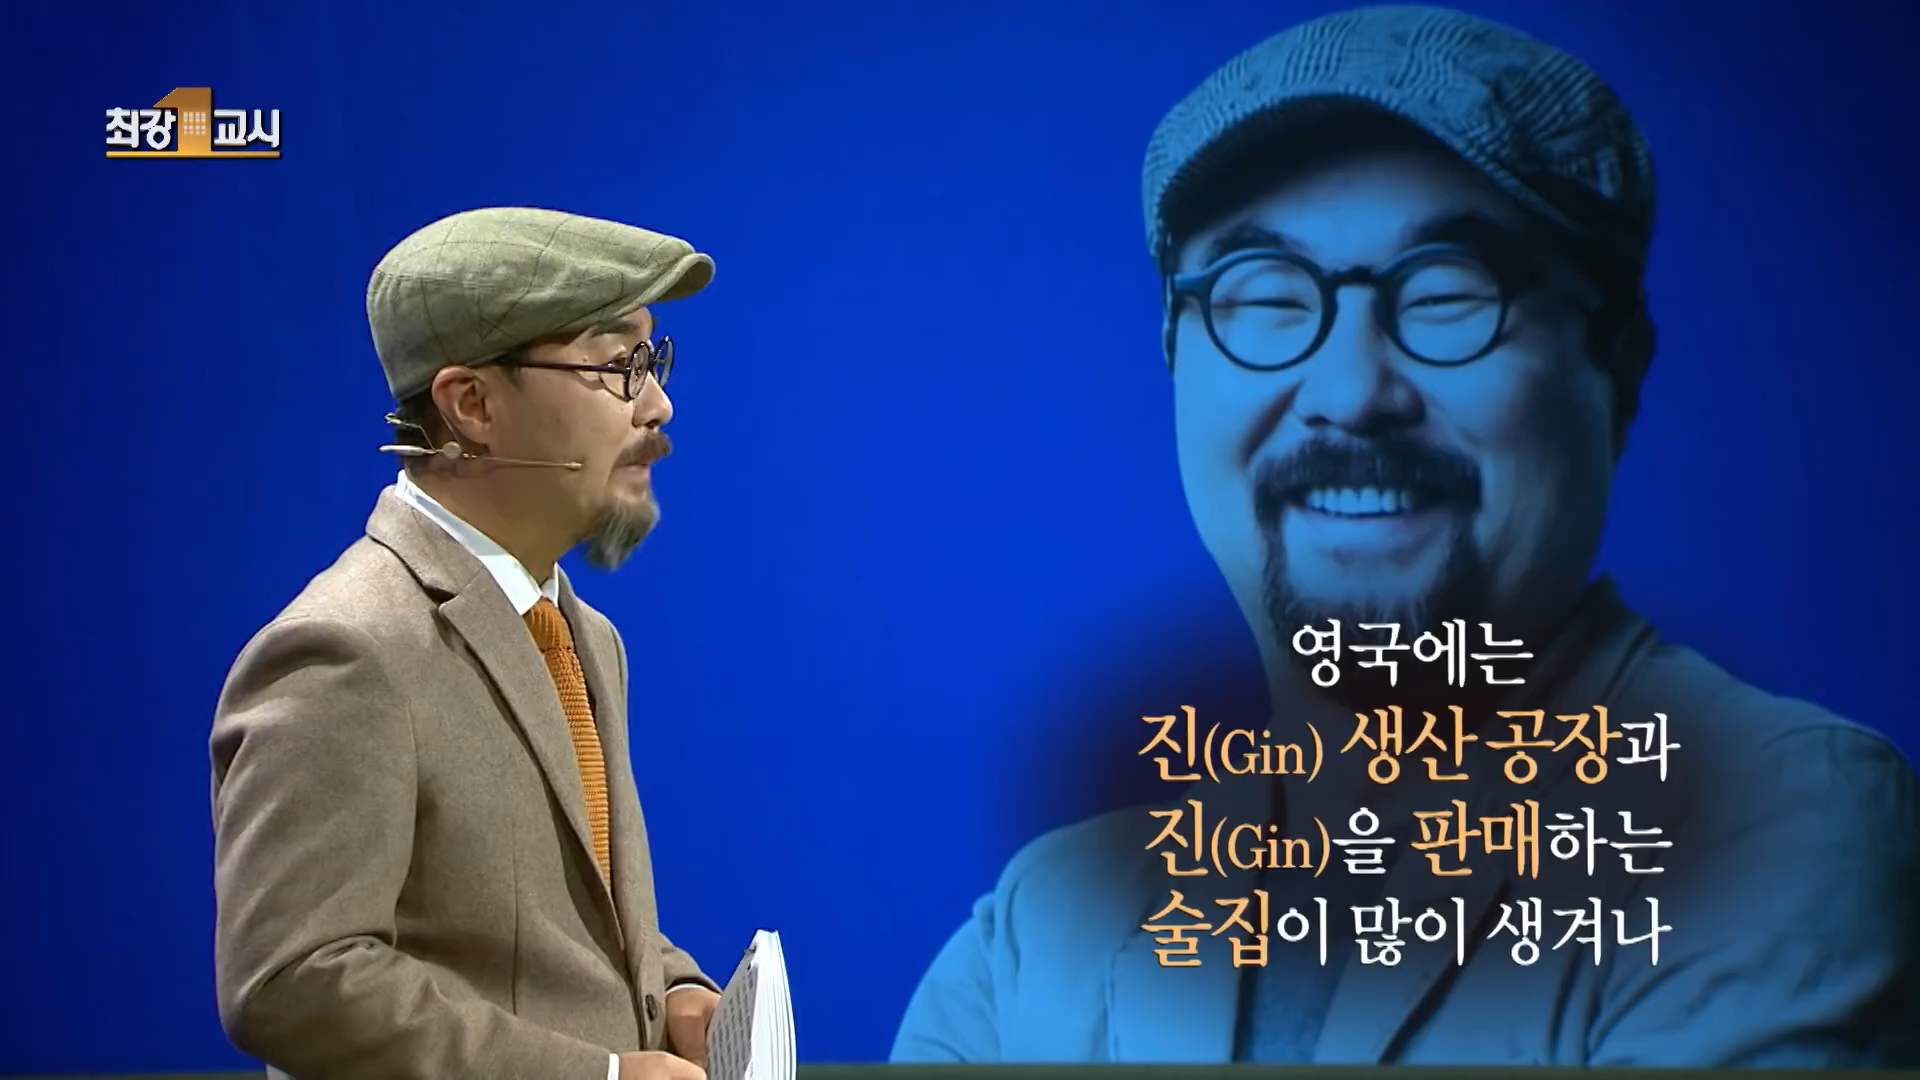 최강1교시
영국에는
진(Gin) 생산 공장과
진(Gin)을 판매하는
술집이 많이 생겨나